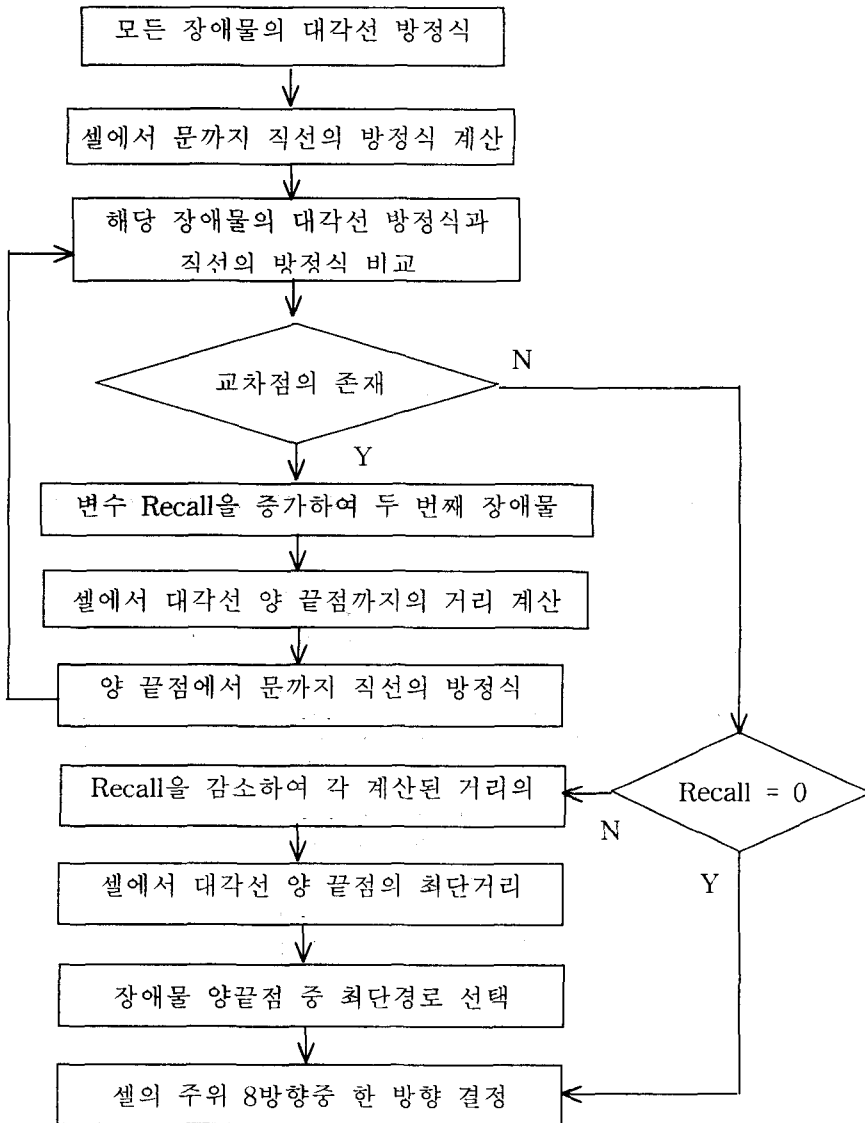 모든 장애물의 대각선 방정식
셀에서 문까지 직선의 방정식 계산
해당 장애물의 대각선 방정식과
직선의 방정식 비교
교차점의 존재
N
Y
변수 Recall을 증가하여 두 번째 장애물
셀에서 대각선 양 끝점까지의 거리 계산
양 끝점에서 문까지 직선의 방정식
Recall을 감소하여 각 계산된 거리의
Recall = 0
N
Y
셀에서 대각선 양 끝점의 최단거리
장애물 양끝점 중 최단경로 선택
셀의 주위 8방향중 한 방향 결정